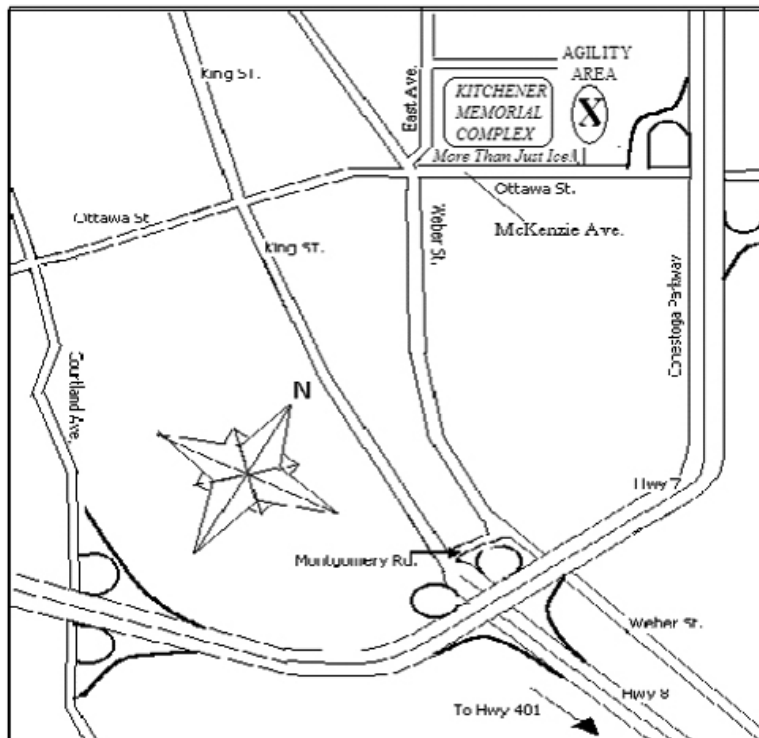 King ST.
East Ave.
AGILITY
AREA
X
KITCHENER
MEMORIAL
COMPLEX
More Than Just Ice!
Ottawa St.
McKenzie Ave.
Ottawa St
King ST.
Weber St.
Conestoga Parkway
Courtland Ave.
N
Hwy 7
Montgomery Rd.
Weber St.
Hwy 8
To Hwy 401